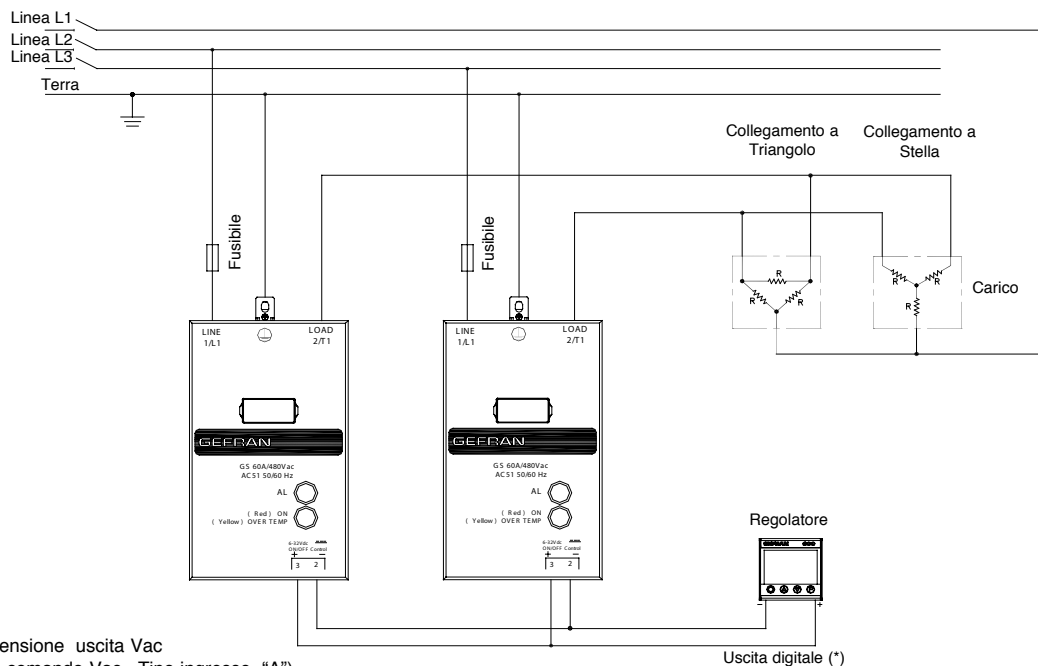 Linea L1
Linea L2
Linea L3
Terra
Collegamento a
Triangolo
Collegamento a
Stella
Fusibile
Fusibile
R
R
R
R
R
R
Carico
LINE
1/L1
LOAD
2/T1
LINE
1/L1
LOAD
2/T1
GEFRAN
GS 60A/480Vac
AC51 50/60 Hz
AL
( Red ) ON
( Yellow ) OVER TEMP
6-32Vdc
ON/OFF Control
+ −
3 2
GEFRAN
GS 60A/480Vac
AC51 50/60 Hz
AL
( Red ) ON
( Yellow ) OVER TEMP
6-32Vdc
ON/OFF Control
+ −
3 2
Regolatore
GEFRAN
− +
Uscita digitale (*)
ensione uscita Vac